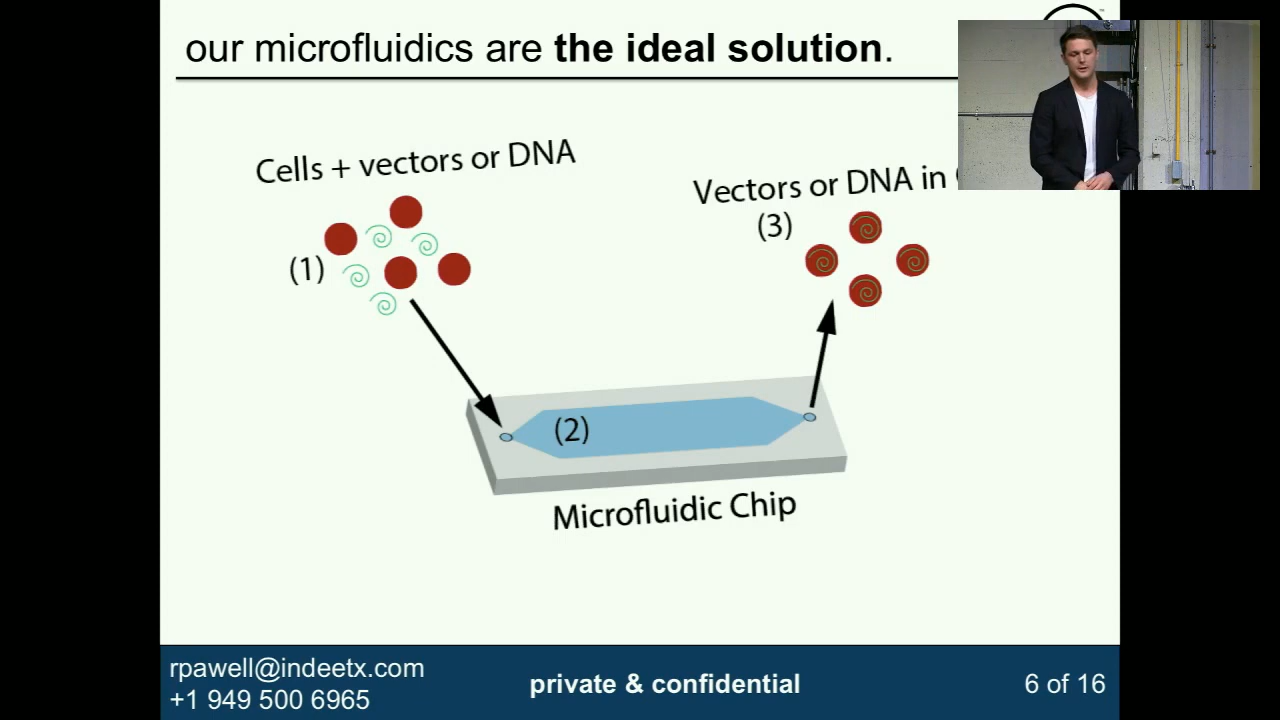 our microfluidics are the ideal solution.
Cells + vectors or DNA
Vectors or DNA in
(1)
(3)
(2)
Microfluidic Chip
rpawell@indeetx.com
+1 949 500 6965
private & confidential
6 of 16